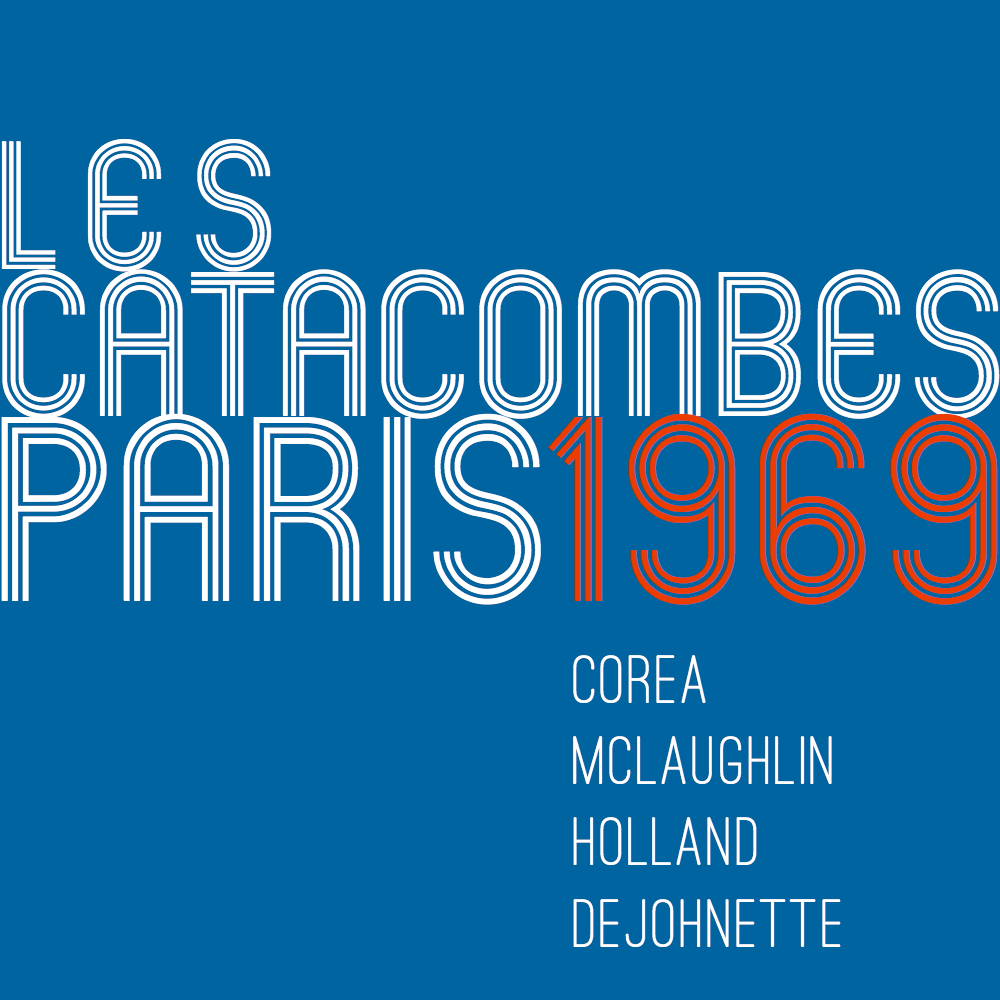 LES
CATACOMBES
PARIS1969
COREA
MCLAUGHLIN
HOLLAND
DEJOHNETTE